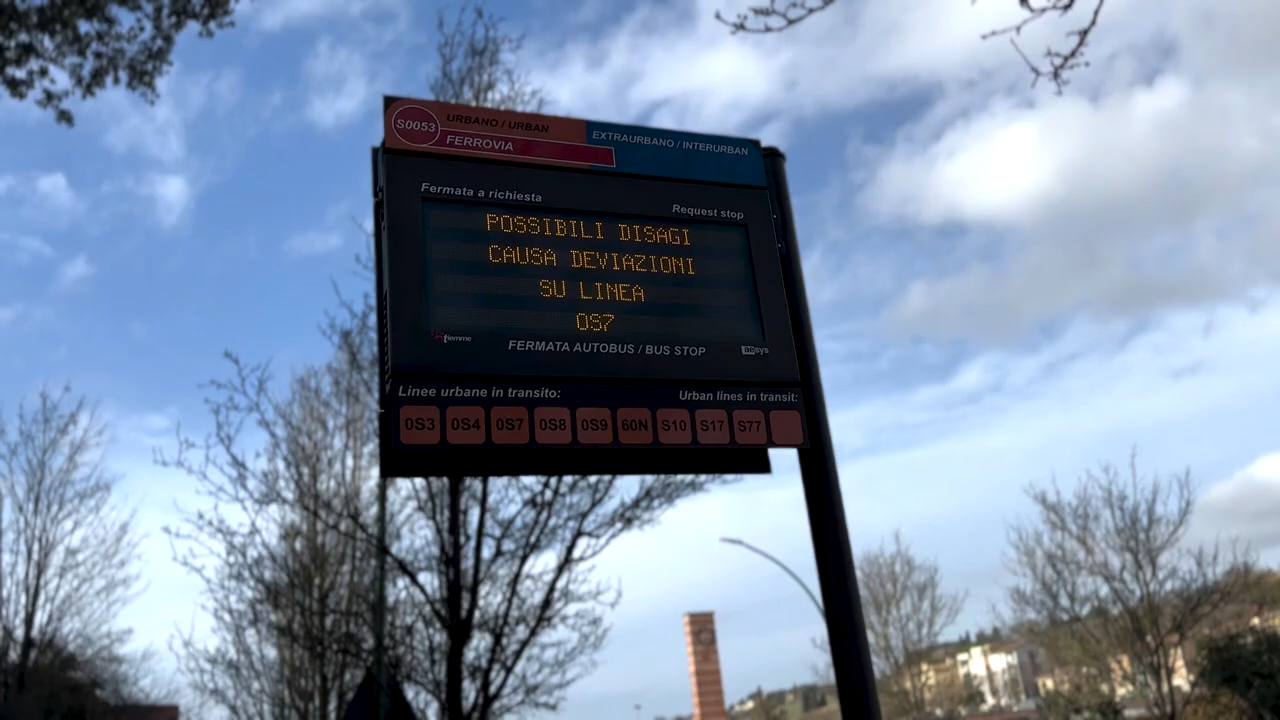 S0053
URBANO / URBAN
EXTRAURBANO / INTERURBAN
FERROVIA
Fermata a richiesta
Request stop
POSSIBILI DISAGI
CAUSA DEVIAZIONI
SU LINEA
0S7
tiemme
FERMATA AUTOBUS / BUS STOP
aesys
Linee urbane in transito:
Urban lines in transit:
0S3 0S4 0S7 0S8 0S9 60N S10 S17 S77